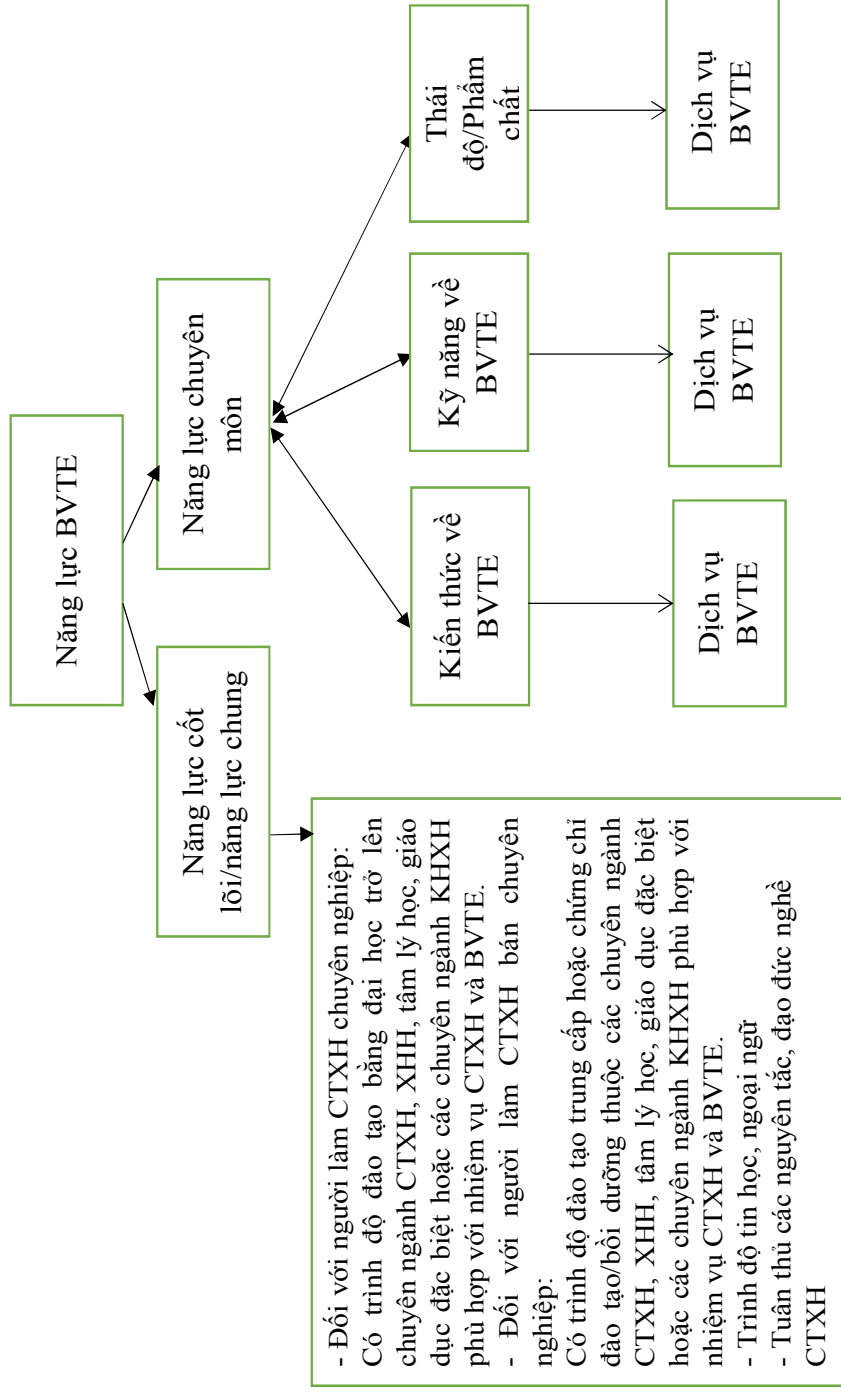 Năng lực BVTE
Năng lực cốt
lõi/năng lực chung
Năng lực chuyên
môn
- Đối với người làm CTXH chuyên nghiệp:
Có trình độ đào tạo bằng đại học trở lên
chuyên ngành CTXH, XHH, tâm lý học, giáo
dục đặc biệt hoặc các chuyên ngành KHXH
phù hợp với nhiệm vụ CTXH và BVTE.
- Đối với người làm CTXH bán chuyên
nghiệp:
Có trình độ đào tạo trung cấp hoặc chứng chỉ
đào tạo/bồi dưỡng thuộc các chuyên ngành
CTXH, XHH, tâm lý học, giáo dục đặc biệt
hoặc các chuyên ngành KHXH phù hợp với
nhiệm vụ CTXH và BVTE.
- Trình độ tin học, ngoại ngữ
- Tuân thủ các nguyên tắc, đạo đức nghề
CTXH
Kiến thức về
BVTE
Kỹ năng về
BVTE
Thái
độ/Phẩm
chất
Dịch vụ
BVTE
Dịch vụ
BVTE
Dịch vụ
BVTE